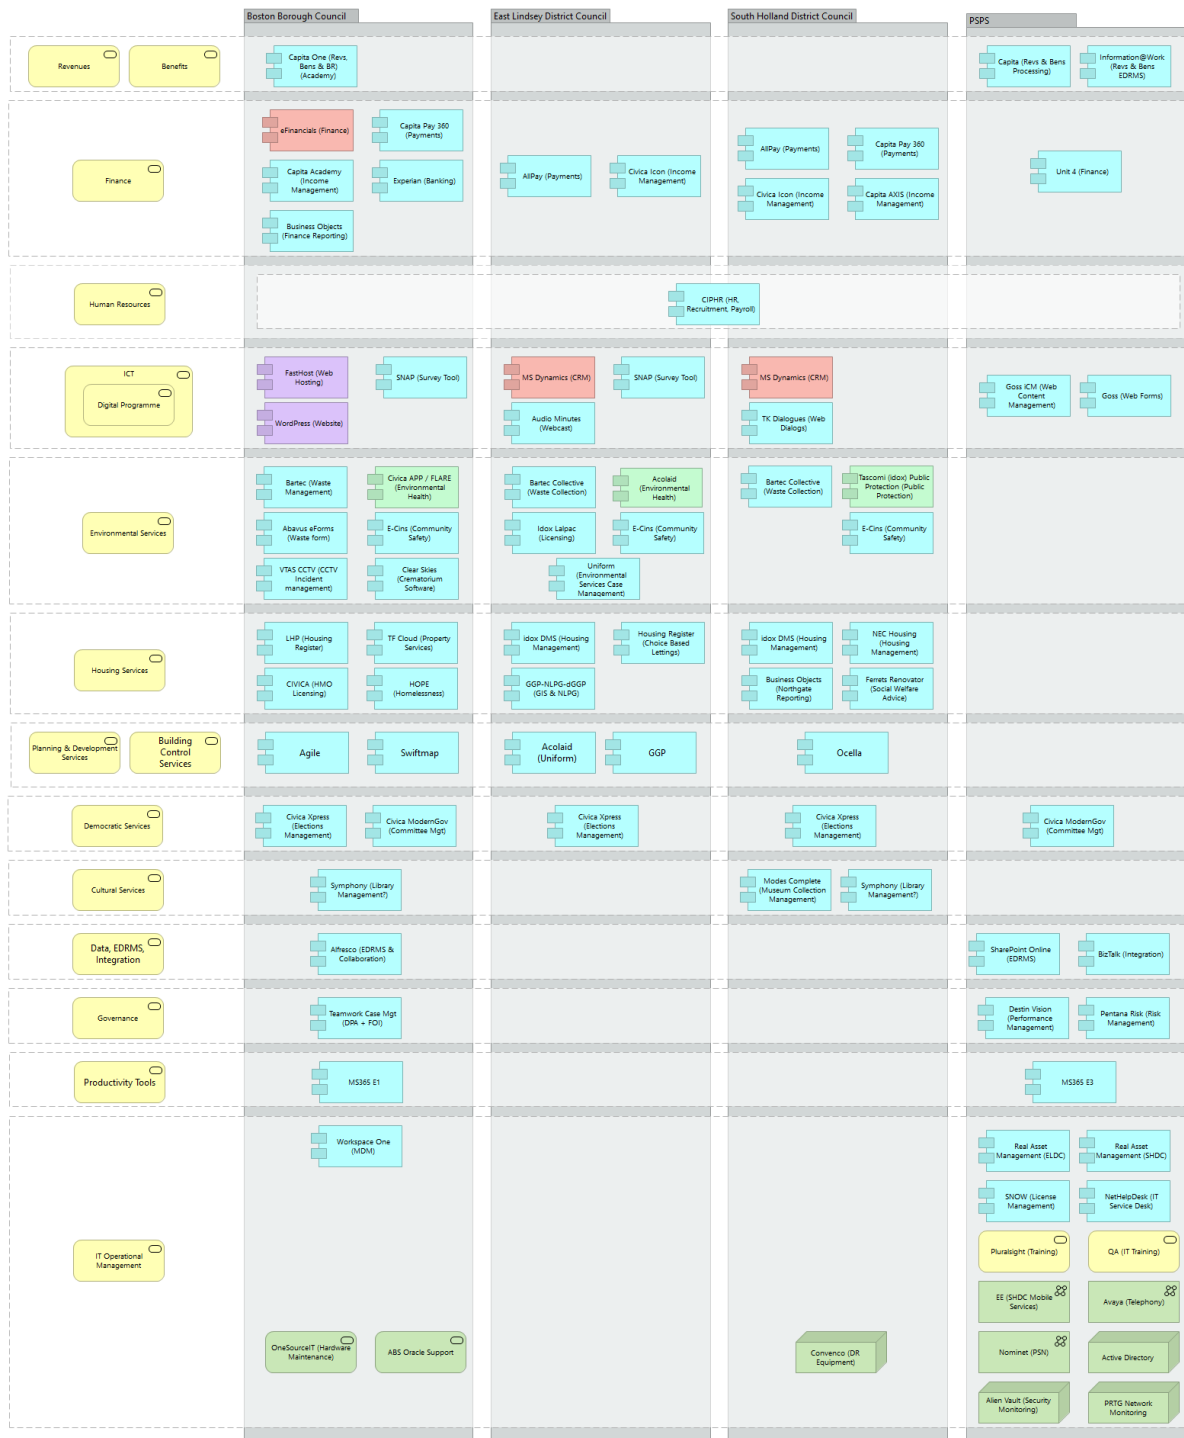 Boston Borough Council
East Lindsey District Council
South Holland District Council
PSPS
Revenues
Benefits
Capita One (Revs,
Bens & BR)
(Academy)
Capita (Revs & Bens
Processing)
Information@Work
(Revs & Bens
EDRMS)
Finance
eFinancials (Finance)
Capita Pay 360
(Payments)
Capita Academy
(Income
Management)
Experian (Banking)
Business Objects
(Finance Reporting)
AllPay (Payments)
Civica Icon (Income
Management)
AllPay (Payments)
Capita Pay 360
(Payments)
Civica Icon (Income
Management)
Capita AXIS (Income
Management)
Unit 4 (Finance)
Human Resources
CIPHR (HR,
Recruitment, Payroll)
ICT
Digital Programme
FastHost (Web
Hosting)
SNAP (Survey Tool)
WordPress (Website)
MS Dynamics (CRM)
SNAP (Survey Tool)
Audio Minutes
(Webcast)
MS Dynamics (CRM)
TK Dialogues (Web
Dialogs)
Goss iCM (Web
Content
Management)
Goss (Web Forms)
Environmental Services
Bartec (Waste
Management)
Civica APP / FLARE
(Environmental
Health)
Abavus eForms
(Waste form)
E-Cins (Community
Safety)
VTAS CCTV (CCTV
Incident
management)
Clear Skies
(Crematorium
Software)
Bartec Collective
(Waste Collection)
Acolaid
(Environmental
Health)
Idox Lalpac
(Licensing)
E-Cins (Community
Safety)
Uniform
(Environmental
Services Case
Management)
Bartec Collective
(Waste Collection)
Tascomi (idox) Public
Protection (Public
Protection)
E-Cins (Community
Safety)
Housing Services
LHP (Housing
Register)
TF Cloud (Property
Services)
CIVICA (HMO
Licensing)
HOPE
(Homelessness)
idox DMS (Housing
Management)
Housing Register
(Choice Based
Lettings)
GGP-NLPG-dGGP
(GIS & NLPG)
idox DMS (Housing
Management)
NEC Housing
(Housing
Management)
Business Objects
(Northgate
Reporting)
Ferrets Renovator
(Social Welfare
Advice)
Planning & Development
Services
Building
Control
Services
Agile
Swiftmap
Acolaid
(Uniform)
GGP
Ocella
Democratic Services
Civica Xpress
(Elections
Management)
Civica ModernGov
(Committee Mgt)
Civica Xpress
(Elections
Management)
Civica Xpress
(Elections
Management)
Civica ModernGov
(Committee Mgt)
Cultural Services
Symphony (Library
Management?)
Modes Complete
(Museum Collection
Management)
Symphony (Library
Management?)
Data, EDRMS,
Integration
Alfresco (EDRMS &
Collaboration)
SharePoint Online
(EDRMS)
BizTalk (Integration)
Governance
Teamwork Case Mgt
(DPA + FOI)
Destin Vision
(Performance
Management)
Pentana Risk (Risk
Management)
Productivity Tools
MS365 E1
MS365 E3
IT Operational
Management
Workspace One
(MDM)
OneSourceIT (Hardware
Maintenance)
ABS Oracle Support
Convenco (DR
Equipment)
Real Asset
Management (ELDC)
Real Asset
Management (SHDC)
SNOW (License
Management)
NetHelpDesk (IT
Service Desk)
Pluralsight (Training)
QA (IT Training)
EE (SHDC Mobile
Services)
Avaya (Telephony)
Nominet (PSN)
Active Directory
Alien Vault (Security
Monitoring)
PRTG Network
Monitoring